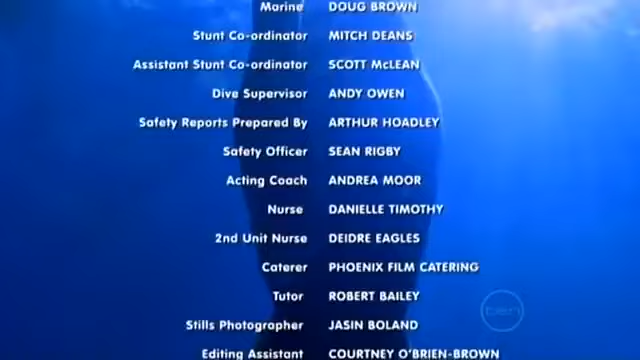 Marine DOUG BROWN
Stunt Co-ordinator MITCH DEANS
Assistant Stunt Co-ordinator SCOTT McLEAN
Dive Supervisor ANDY OWEN
Safety Reports Prepared By ARTHUR HOADLEY
Safety Officer SEAN RIGBY
Acting Coach ANDREA MOOR
Nurse DANIELLE TIMOTHY
2nd Unit Nurse DEIDRE EAGLES
Caterer PHOENIX FILM CATERING
Tutor ROBERT BAILEY
ten
Stills Photographer JASIN BOLAND
Editing Assistant COURTNEY O'BRIEN-BROWN